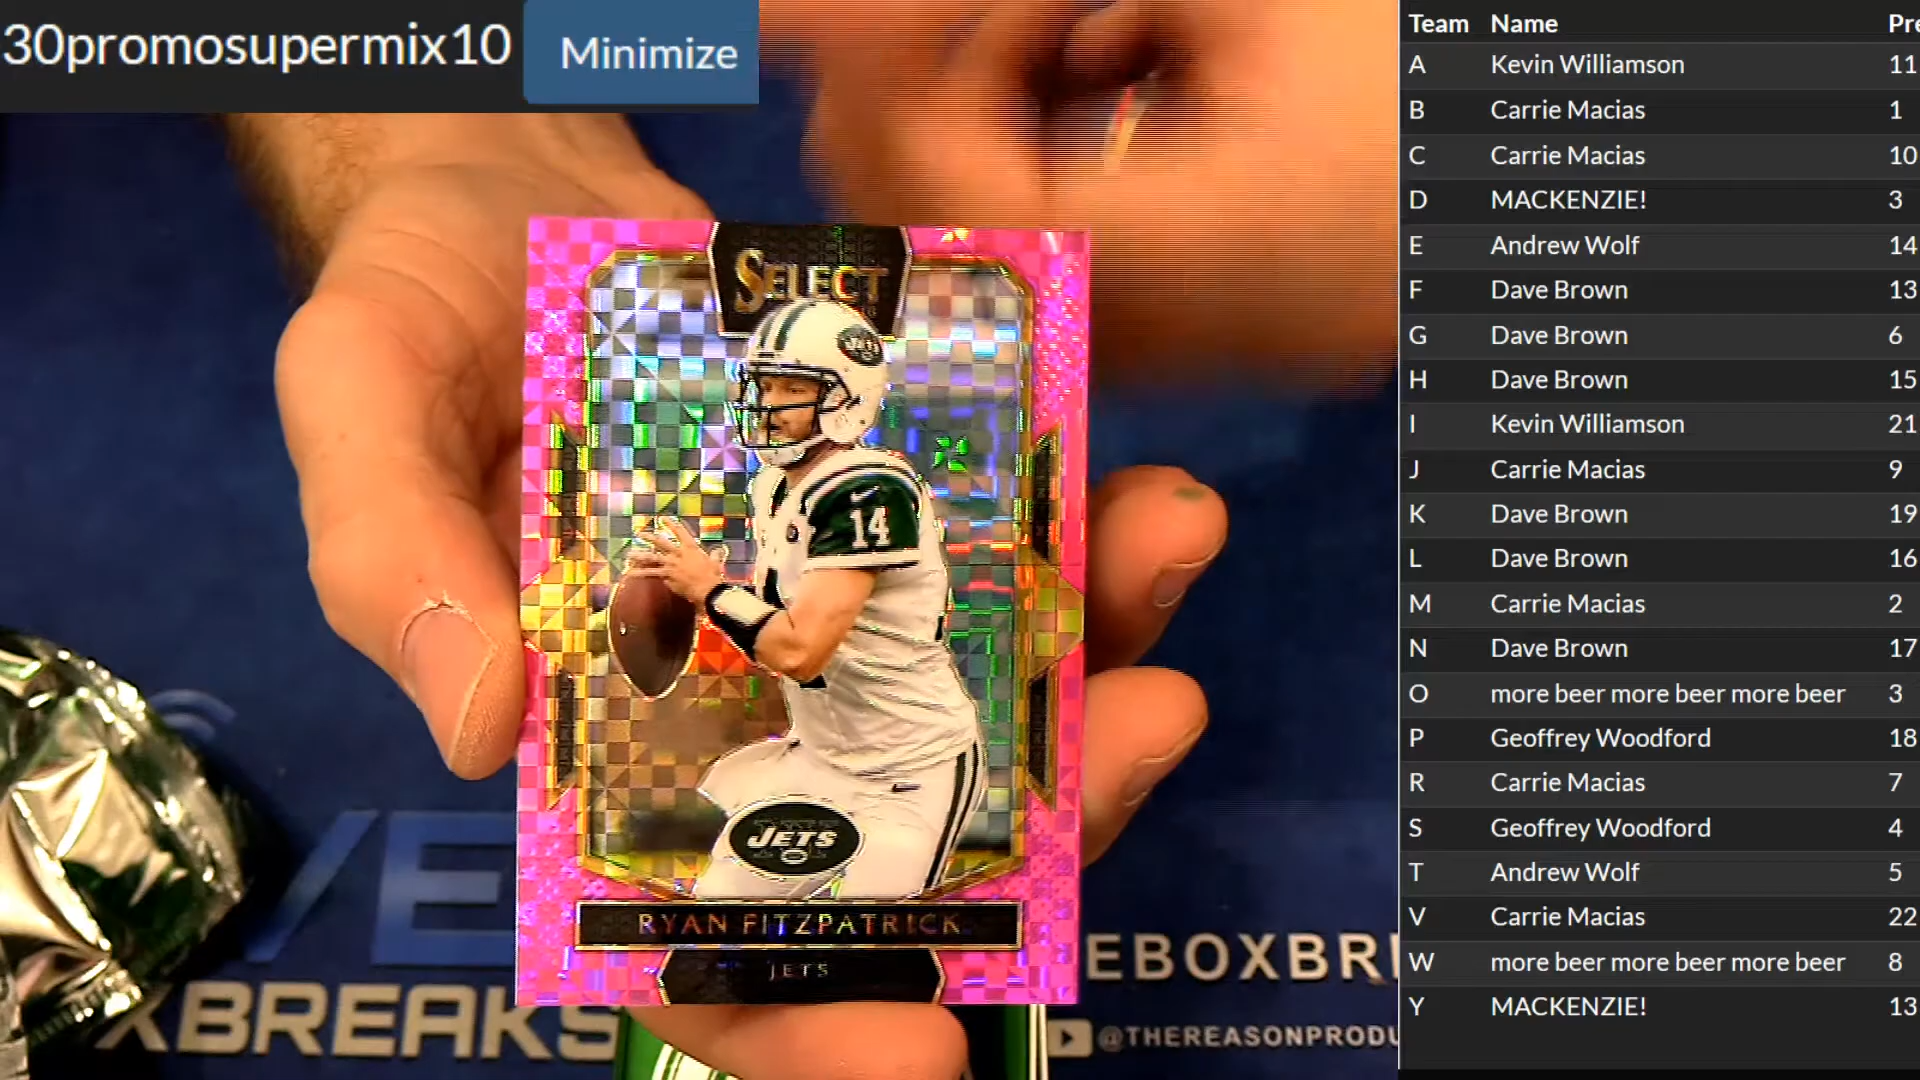 30promosupermix10
Minimize
Team Name Pre
A Kevin Williamson 11
B Carrie Macias 1
C Carrie Macias 10
D MACKENZIE! 3
E Andrew Wolf 14
F Dave Brown 13
G Dave Brown 6
H Dave Brown 15
I Kevin Williamson 21
J Carrie Macias 9
K Dave Brown 19
L Dave Brown 16
M Carrie Macias 2
N Dave Brown 17
O more beer more beer more beer 3
P Geoffrey Woodford 18
R Carrie Macias 7
S Geoffrey Woodford 4
T Andrew Wolf 5
V Carrie Macias 22
W more beer more beer more beer 8
Y MACKENZIE! 13
SELECT
JETS
14
JETS
RYAN FITZPATRICK
JETS
VE
XBREAKS
EBOXBR
@THEREASONPRODU